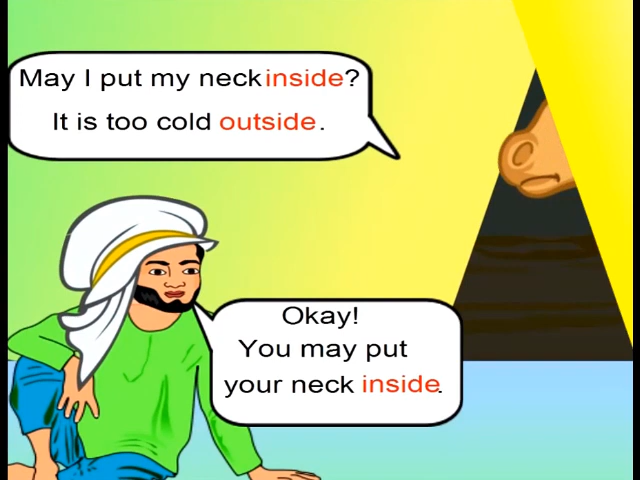 May I put my neck inside?
It is too cold outside.
Okay!
You may put
your neck inside.